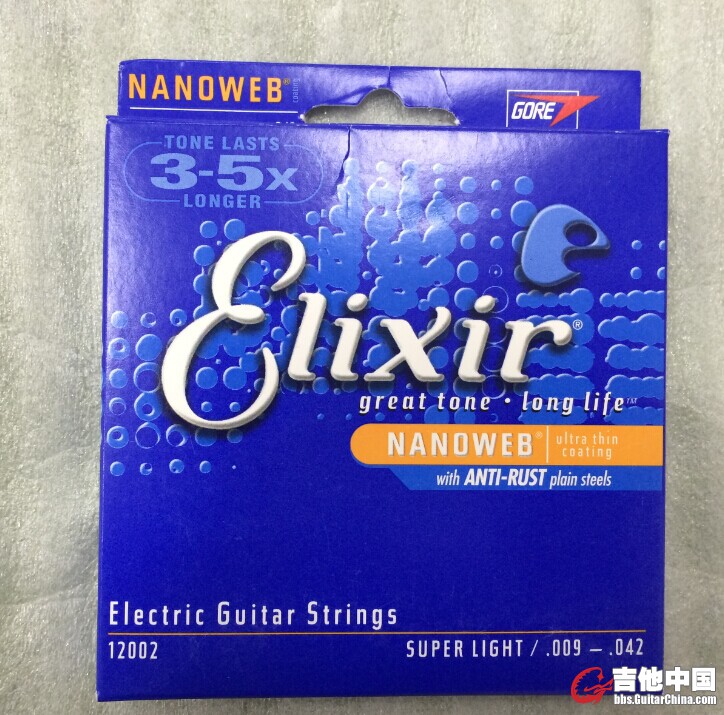 NANOWEB®
GORE
TONE LASTS
3-5x
LONGER
Elixir®
great tone • long life™
NANOWEB® ultra thin
coating
with ANTI-RUST plain steels
Electric Guitar Strings
12002 SUPER LIGHT / .009 — .042
吉他中国
bbs.GuitarChina.com